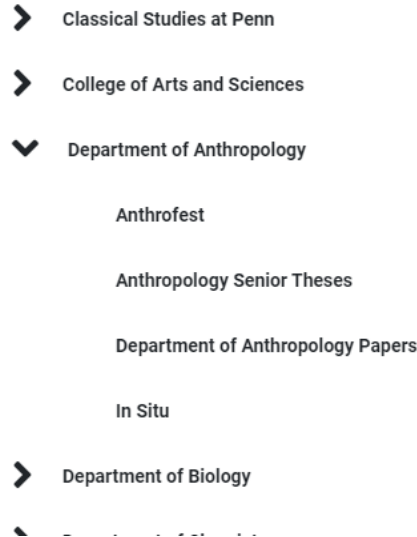 Classical Studies at Penn
College of Arts and Sciences
Department of Anthropology
Anthrofest
Anthropology Senior Theses
Department of Anthropology Papers
In Situ
Department of Biology